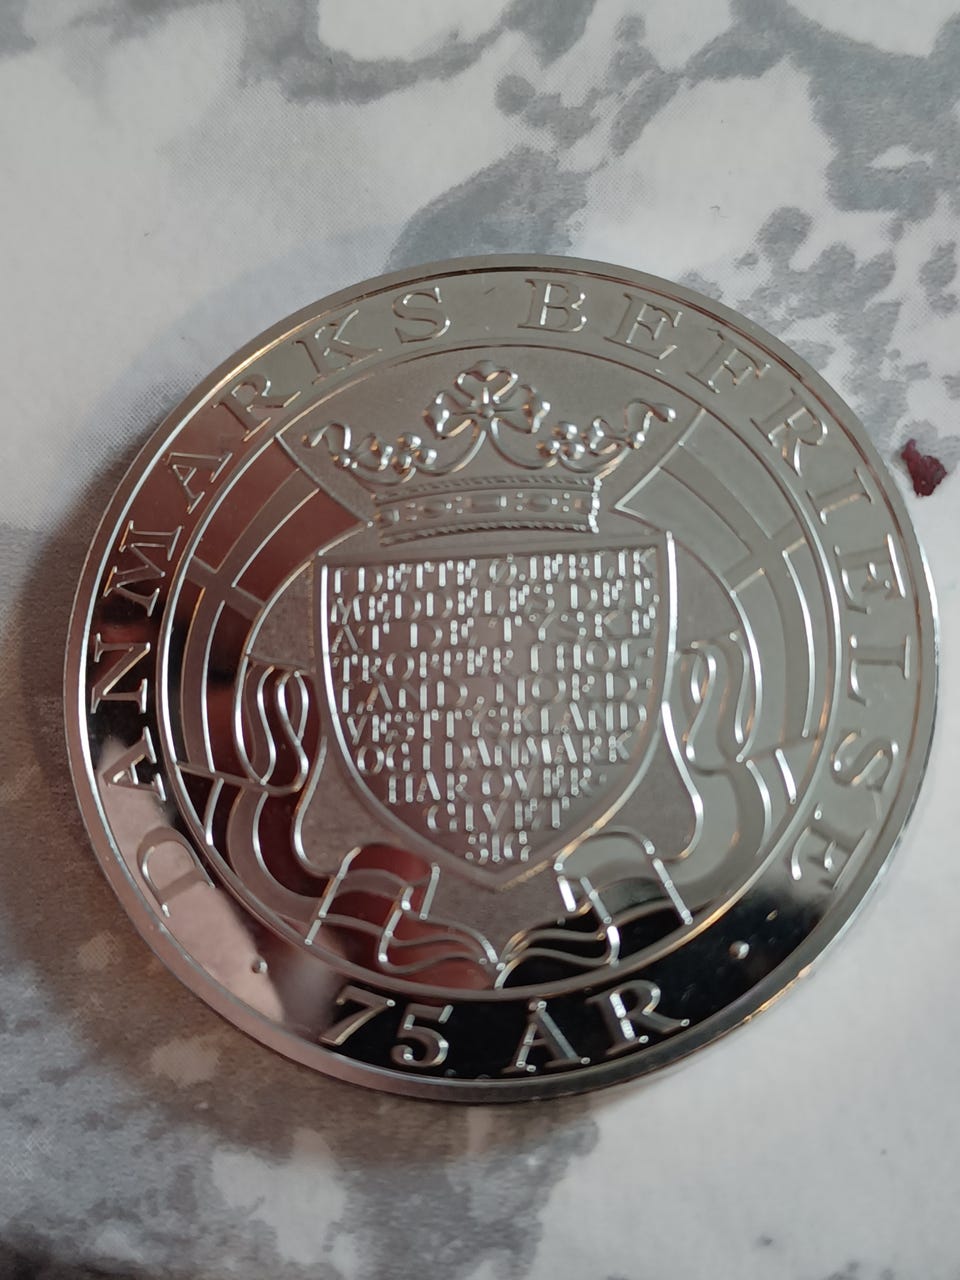 DANMARKS BEFRIELSE
I DETTE ØJEBLIK
MEDDELES DET,
AT DE TYSKE
TROPPER I HOL-
LAND, NORD-
VESTTYSKLAND
OG I DANMARK
HAR OVER-
GIVET
SIG
75 ÅR